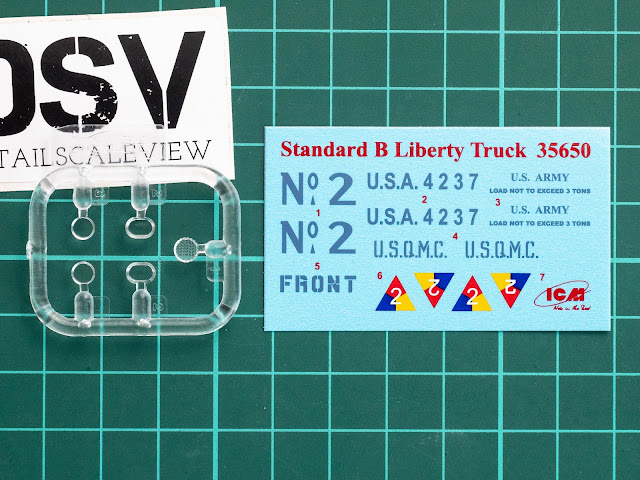 DSV
TAILSCALEVIEW
Standard B Liberty Truck 35650
No 2
1
U.S.A. 4237
2
U.S. ARMY
LOAD NOT TO EXCEED 3 TONS
3
No 2
U.S.A. 4237
U.S. ARMY
LOAD NOT TO EXCEED 3 TONS
U.S.Q.M.C.
4
U.S.Q.M.C.
5
FRONT
6
2
2
2
2
7
ICM